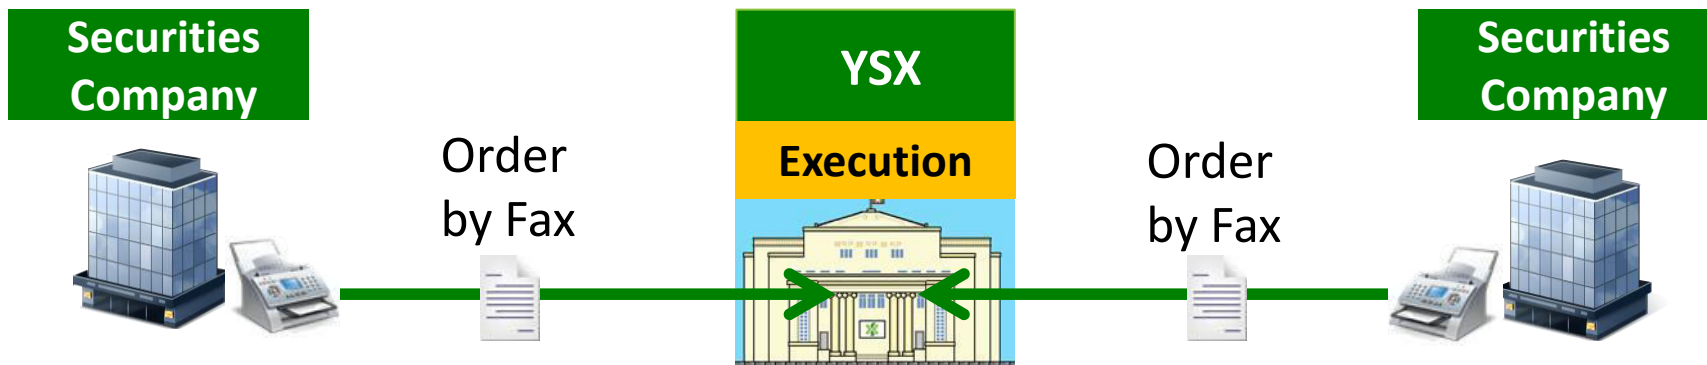 Securities
Company
YSX
Securities
Company
Order
by Fax
Execution
Order
by Fax